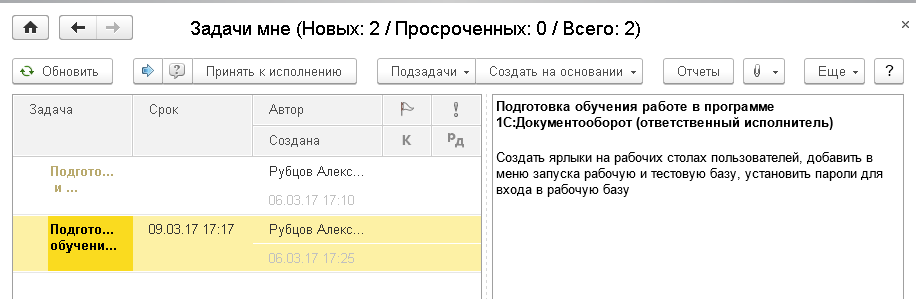 Задачи мне (Новых: 2 / Просроченных: 0 / Всего: 2)
Обновить
Принять к исполнению
Подзадачи
Создать на основании
Отчеты
Еще
?
Задача
Срок
Автор
Создана
К
Рд
Подгото...
и ...
Рубцов Алекс...
06.03.17 17:10
Подгото...
обучени...
09.03.17 17:17
Рубцов Алекс...
06.03.17 17:25
Подготовка обучения работе в программе
1С:Документооборот (ответственный исполнитель)
Создать ярлыки на рабочих столах пользователей, добавить в
меню запуска рабочую и тестовую базу, установить пароли для
входа в рабочую базу